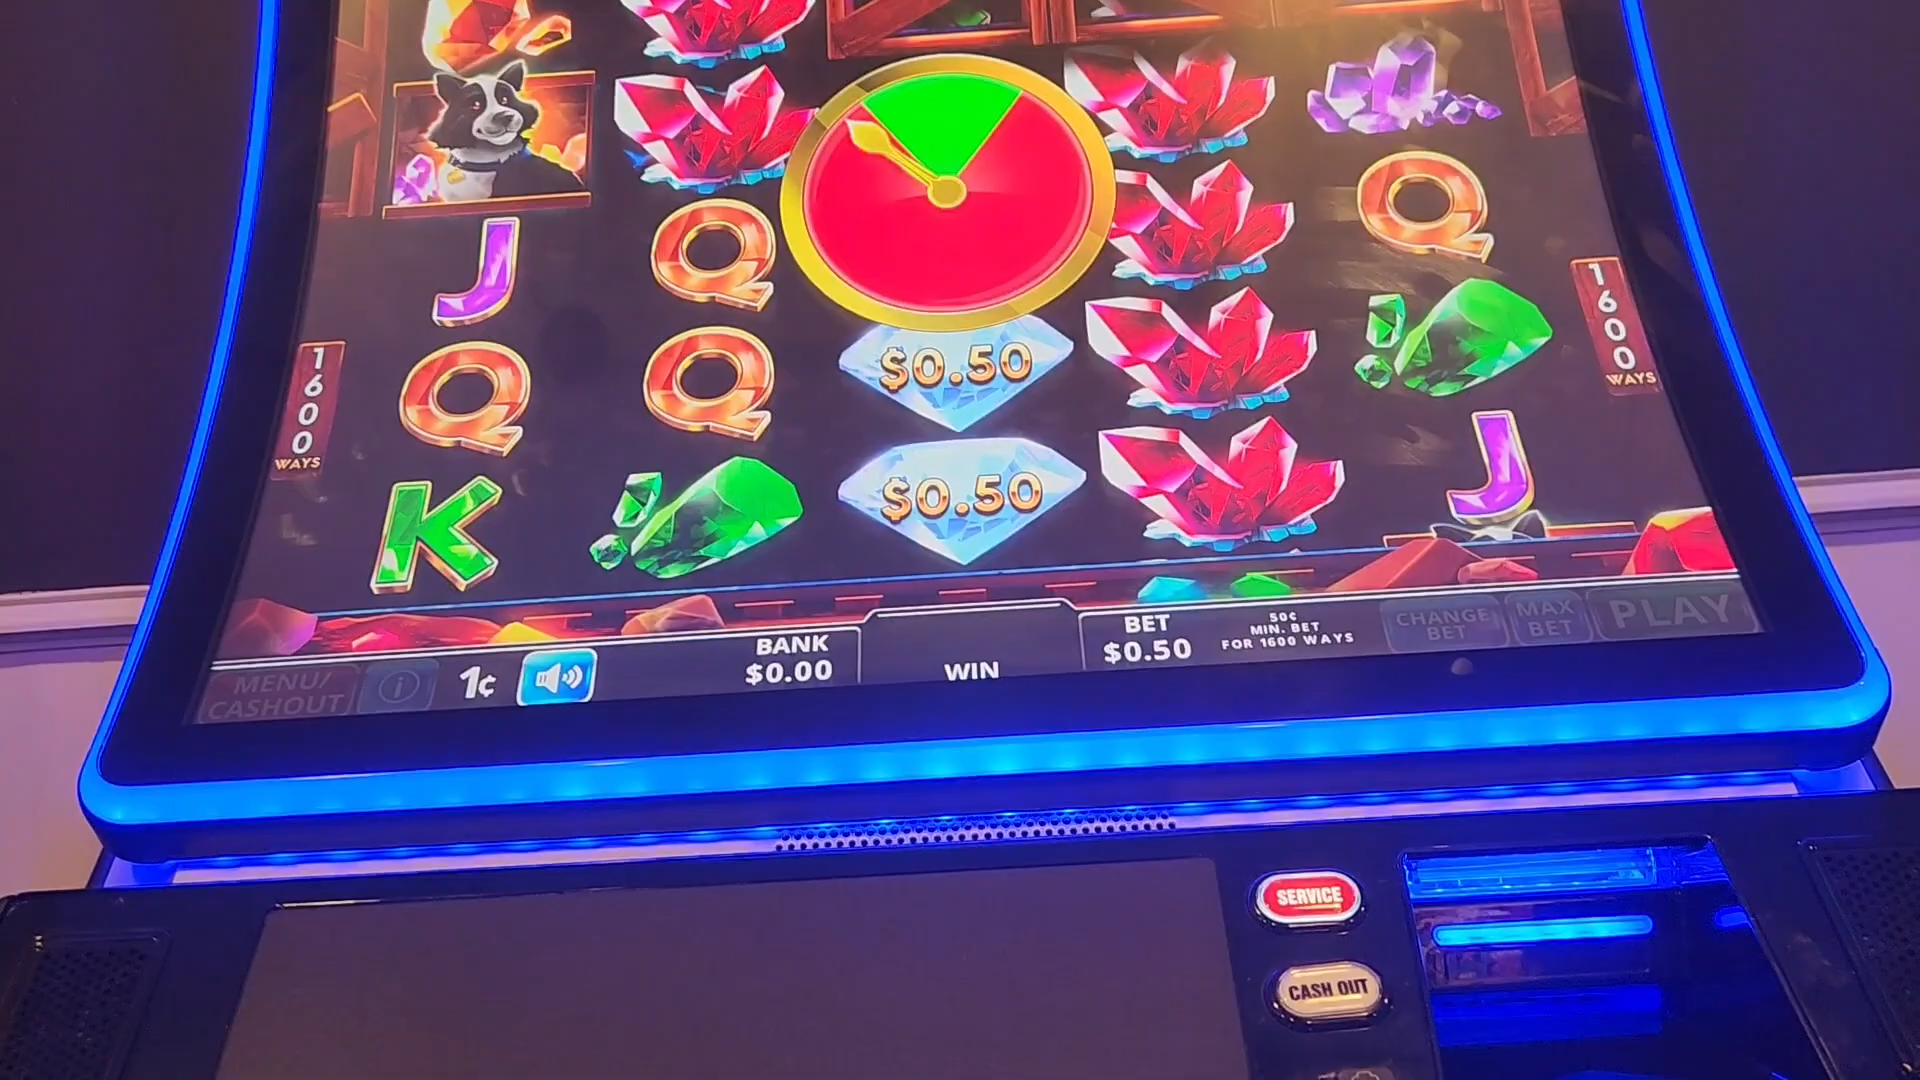 J
Q
Q
1600
WAYS
Q
Q
$0.50
1600
WAYS
K
$0.50
J
MENU/
CASHOUT
i
1¢
BANK
$0.00
WIN
BET
$0.50
50¢
MIN. BET
FOR 1600 WAYS
CHANGE
BET
MAX
BET
PLAY
SERVICE
CASH OUT